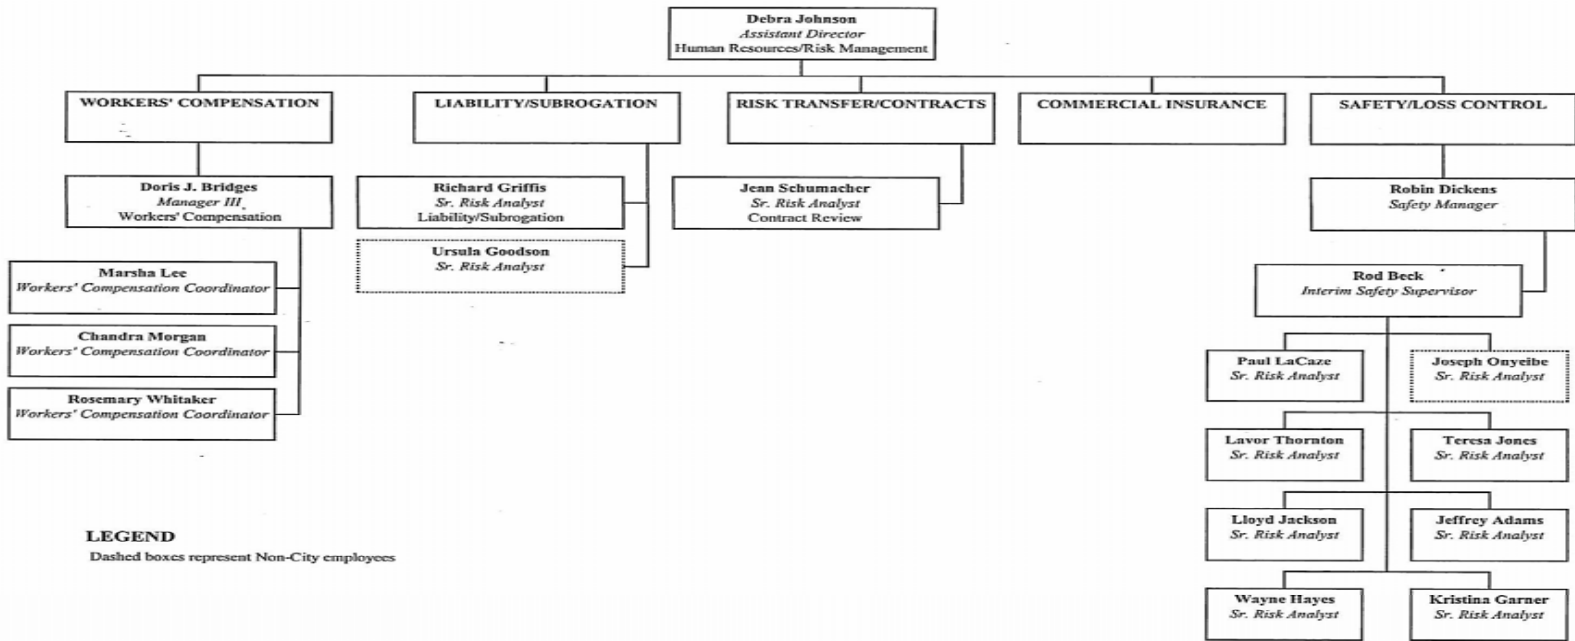 Debra Johnson
Assistant Director
Human Resources/Risk Management
WORKERS' COMPENSATION
LIABILITY/SUBROGATION
RISK TRANSFER/CONTRACTS
COMMERCIAL INSURANCE
SAFETY/LOSS CONTROL
Doris J. Bridges
Manager III
Workers' Compensation
Richard Griffis
Sr. Risk Analyst
Liability/Subrogation
Jean Schumacher
Sr. Risk Analyst
Contract Review
Robin Dickens
Safety Manager
Ursula Goodson
Sr. Risk Analyst
Marsha Lee
Workers' Compensation Coordinator
Rod Beck
Interim Safety Supervisor
Chandra Morgan
Workers' Compensation Coordinator
Paul LaCaze
Sr. Risk Analyst
Joseph Onyeibe
Sr. Risk Analyst
Rosemary Whitaker
Workers' Compensation Coordinator
Lavor Thornton
Sr. Risk Analyst
Teresa Jones
Sr. Risk Analyst
Lloyd Jackson
Sr. Risk Analyst
Jeffrey Adams
Sr. Risk Analyst
LEGEND
Dashed boxes represent Non-City employees
Wayne Hayes
Sr. Risk Analyst
Kristina Garner
Sr. Risk Analyst